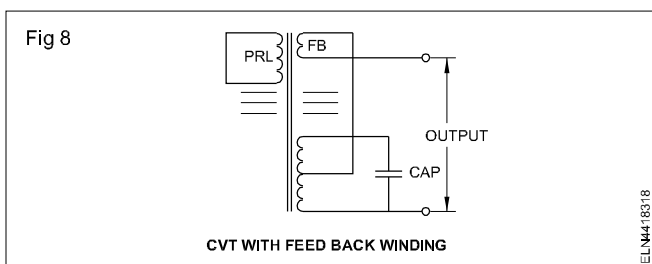 Fig 8
PRL
FB
OUTPUT
CAP
CVT WITH FEED BACK WINDING
ELN4418318